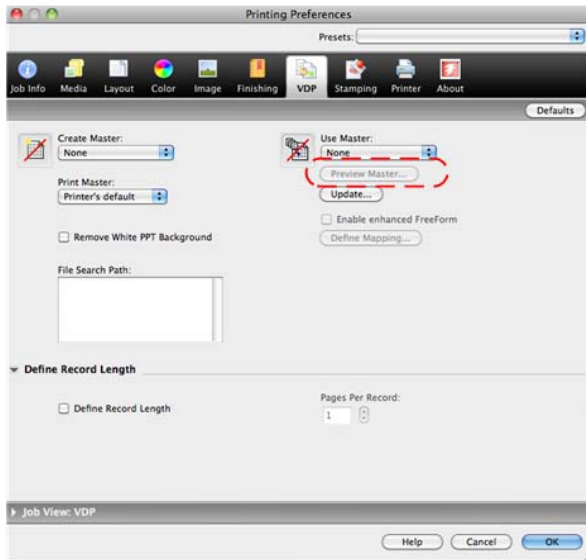 Printing Preferences
Presets:
Job Info Media Layout Color Image Finishing VDP Stamping Printer About
Defaults
Create Master:
None
Use Master:
None
Preview Master...
Print Master:
Printer's default
Update...
Enable enhanced FreeForm
Remove White PPT Background
Define Mapping...
File Search Path:
Define Record Length
Define Record Length
Pages Per Record:
1
Job View: VDP
Help Cancel OK